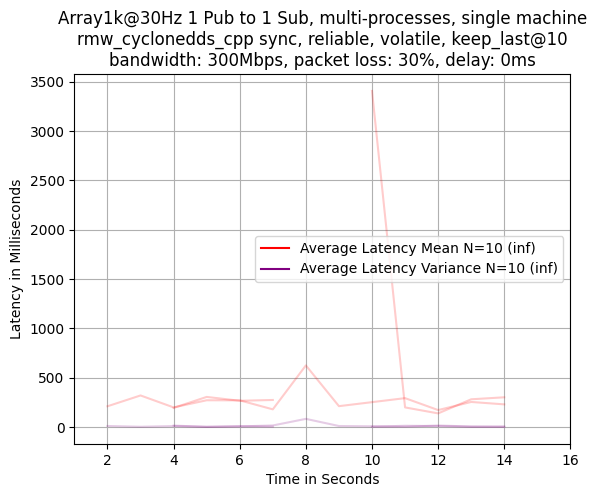 Array1k@30Hz 1 Pub to 1 Sub, multi-processes, single machine
rmw_cyclonedds_cpp sync, reliable, volatile, keep_last@10
bandwidth: 300Mbps, packet loss: 30%, delay: 0ms
Latency in Milliseconds
3500
3000
2500
2000
1500
1000
500
0
Average Latency Mean N=10 (inf)
Average Latency Variance N=10 (inf)
2 4 6 8 10 12 14 16
Time in Seconds